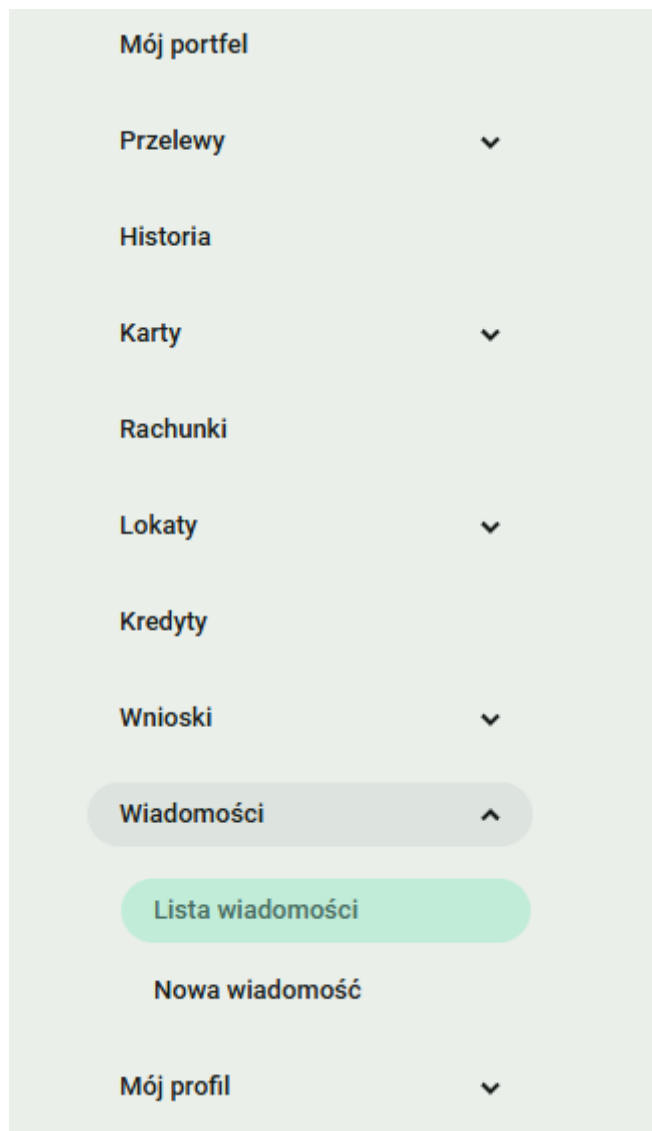 Mój portfel
Przelewy
Historia
Karty
Rachunki
Lokaty
Kredyty
Wnioski
Wiadomości
Lista wiadomości
Nowa wiadomość
Mój profil